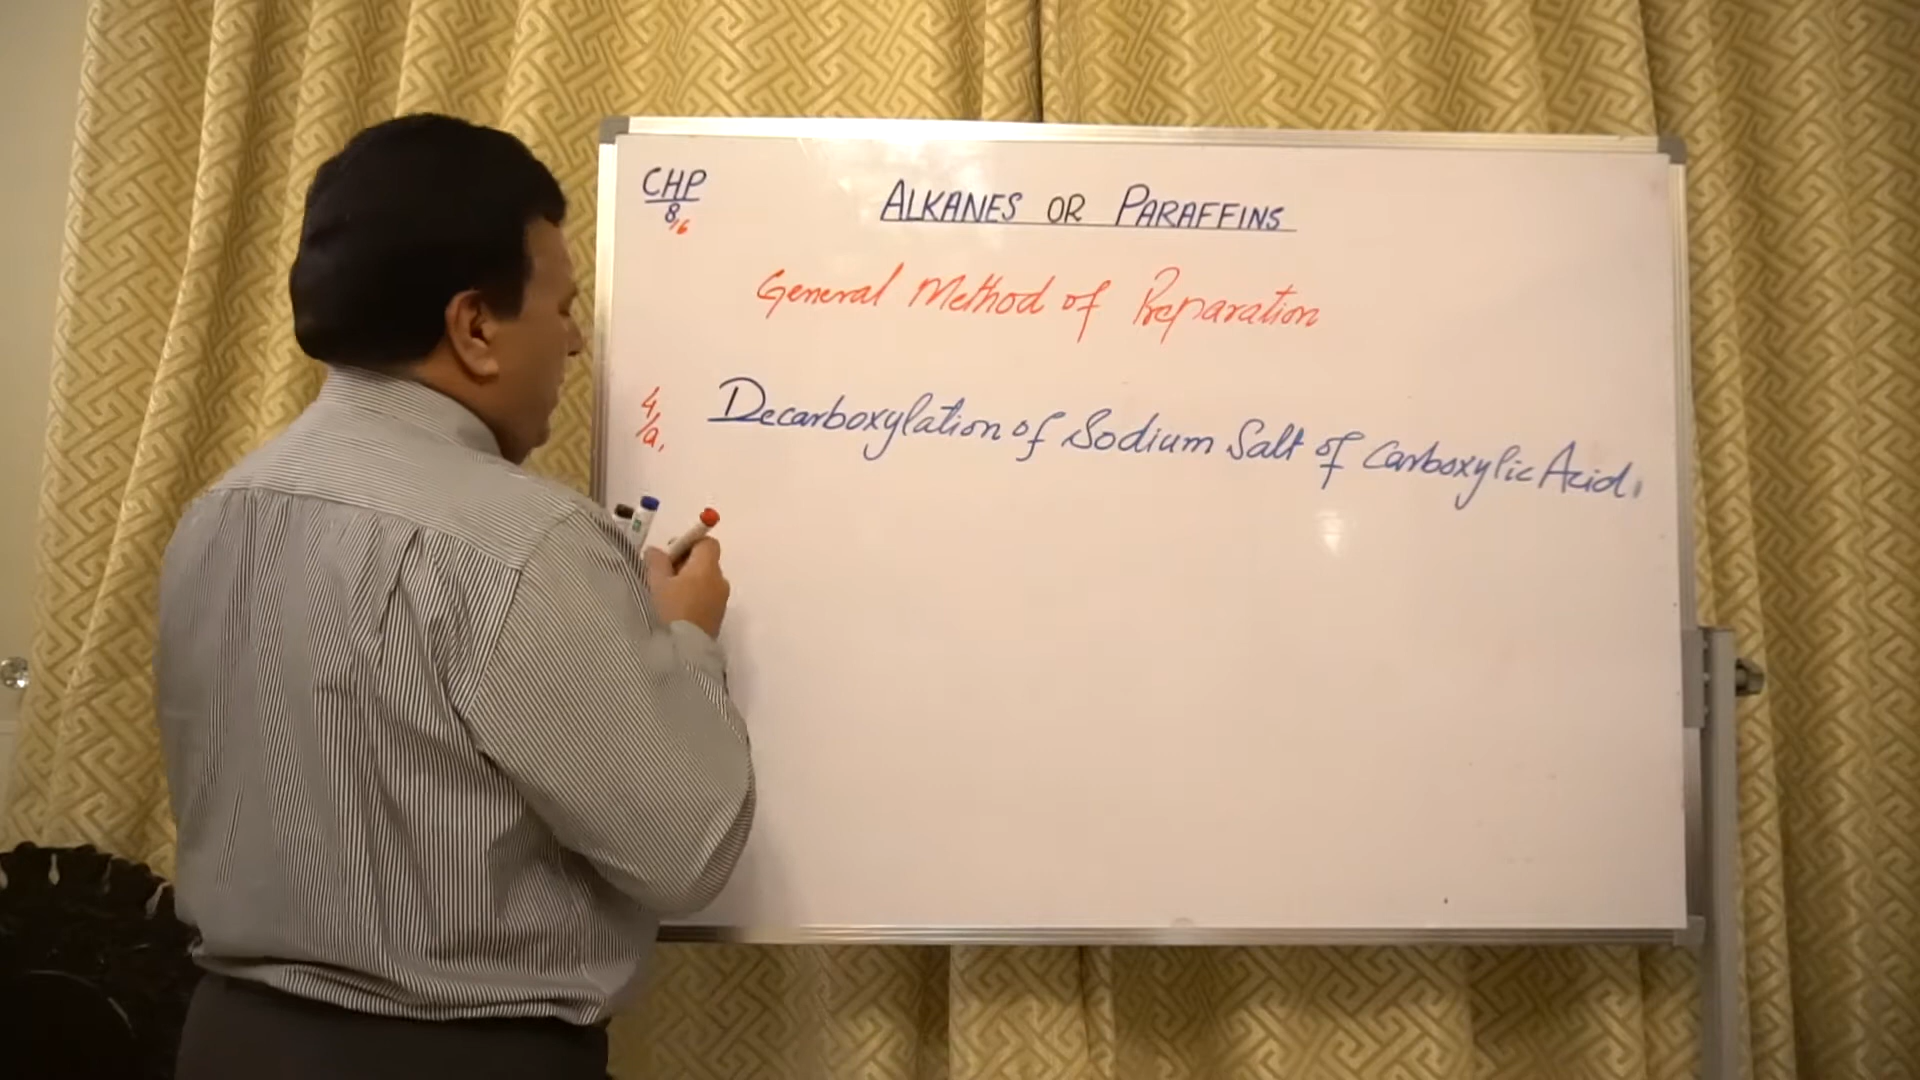 CHP
8/6
ALKANES OR PARAFFINS
General Method of Preparation
4/a, Decarboxylation of Sodium Salt of Carboxylic Acid,